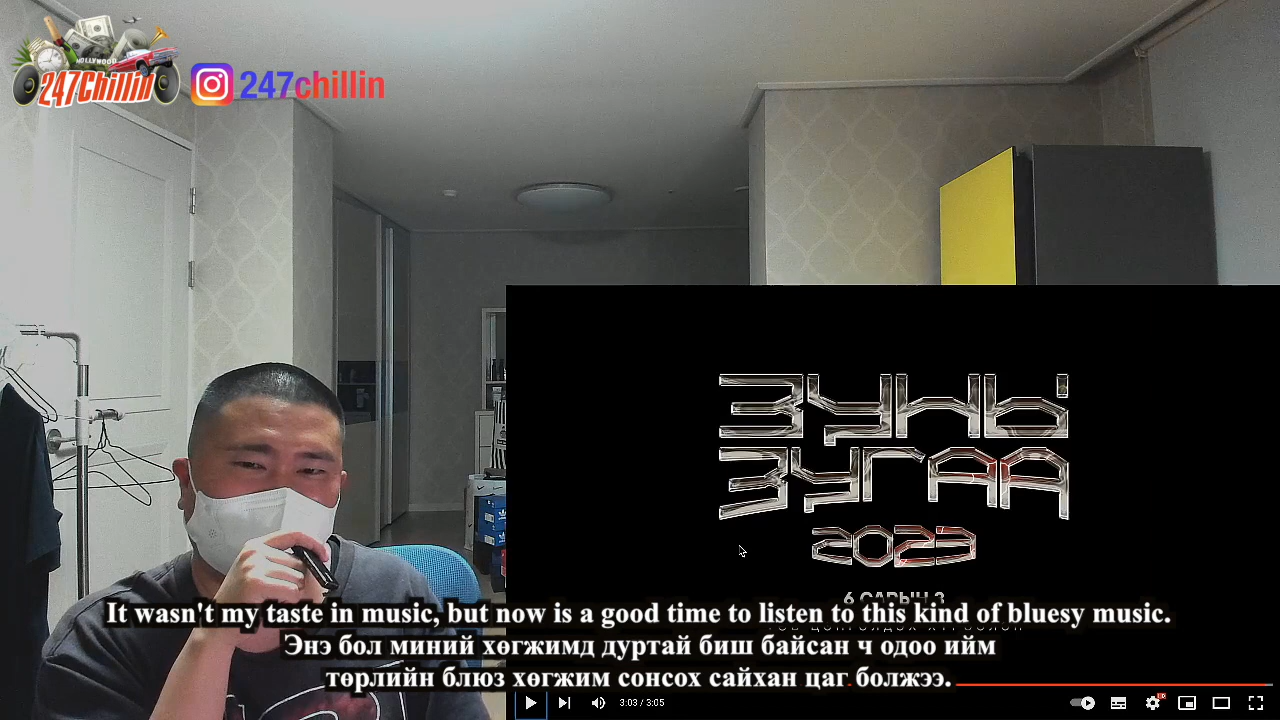 HOLLYWOOD
247Chillin
247chillin
ЗУНЫ
ЗУГАА
2023
6 САРЫН 3
It wasn't my taste in music, but now is a good time to listen to this kind of bluesy music.
Энэ бол миний хөгжимд дуртай биш байсан ч одоо ийм
төрлийн блюз хөгжим сонсох сайхан цаг болжээ.
3:03 / 3:05
HD